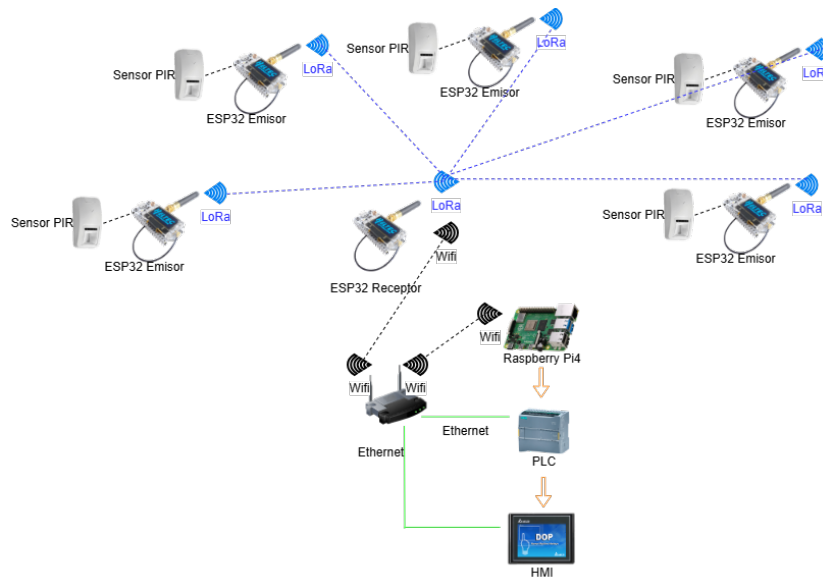 LoRa
Sensor PIR
ESP32 Emisor
LoRa
Sensor PIR
ESP32 Emisor
LoRa
Sensor PIR
ESP32 Emisor
LoRa
Sensor PIR
ESP32 Emisor
LoRa
ESP32 Receptor
Wifi
LoRa
Sensor PIR
ESP32 Emisor
Wifi
Raspberry Pi4
Wifi
Wifi
Ethernet
Ethernet
PLC
DOP
HMI